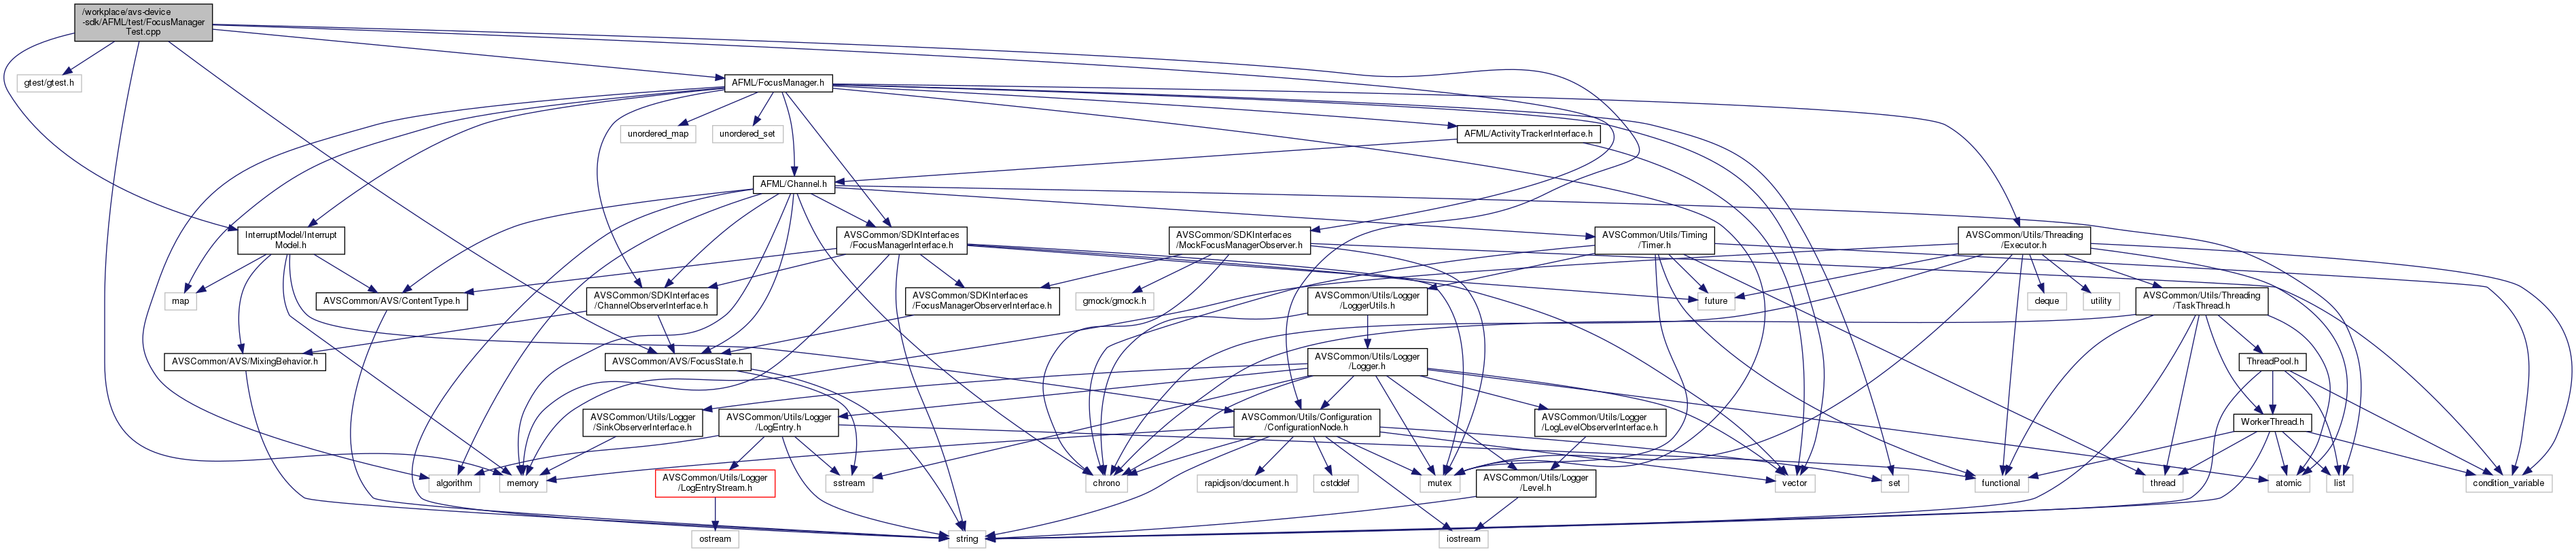 /workplace/avs-device
-sdk/AFML/test/FocusManager
Test.cpp
gtest/gtest.h
AFML/FocusManager.h
unordered_map
unordered_set
AFML/ActivityTrackerInterface.h
AFML/Channel.h
InterruptModel/Interrupt
Model.h
AVSCommon/SDKInterfaces
/FocusManagerInterface.h
AVSCommon/SDKInterfaces
/MockFocusManagerObserver.h
AVSCommon/Utils/Timing
/Timer.h
AVSCommon/Utils/Threading
/Executor.h
map
AVSCommon/AVS/ContentType.h
AVSCommon/SDKInterfaces
/ChannelObserverInterface.h
AVSCommon/SDKInterfaces
/FocusManagerObserverInterface.h
gmock/gmock.h
AVSCommon/Utils/Logger
/LoggerUtils.h
future
deque
utility
AVSCommon/Utils/Threading
/TaskThread.h
AVSCommon/AVS/MixingBehavior.h
AVSCommon/AVS/FocusState.h
AVSCommon/Utils/Logger
/Logger.h
ThreadPool.h
AVSCommon/Utils/Logger
/SinkObserverInterface.h
AVSCommon/Utils/Logger
/LogEntry.h
AVSCommon/Utils/Configuration
/ConfigurationNode.h
AVSCommon/Utils/Logger
/LogLevelObserverInterface.h
WorkerThread.h
algorithm
memory
AVSCommon/Utils/Logger
/LogEntryStream.h
sstream
chrono
rapidjson/document.h
cstddef
mutex
AVSCommon/Utils/Logger
/Level.h
vector
set
functional
thread
atomic
list
condition_variable
ostream
string
iostream